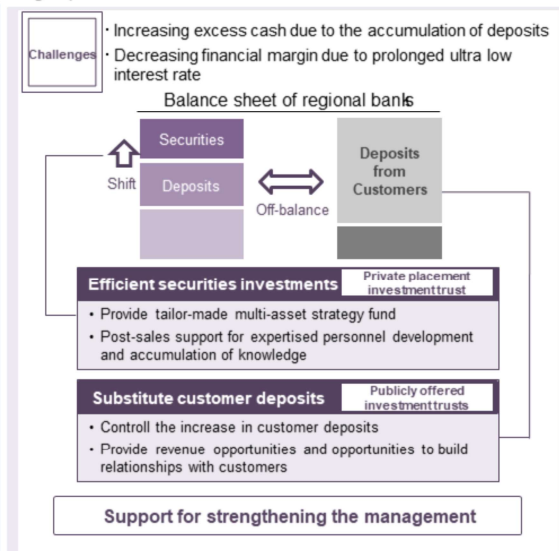 Challenges
・Increasing excess cash due to the accumulation of deposits
・Decreasing financial margin due to prolonged ultra low
interest rate
Balance sheet of regional banks
Securities
Shift
Deposits
Off-balance
Deposits
from
Customers
Efficient securities investments
Private placement
investment trust
• Provide tailor-made multi-asset strategy fund
• Post-sales support for expertised personnel development
and accumulation of knowledge
Substitute customer deposits
Publicly offered
investment trusts
• Controll the increase in customer deposits
• Provide revenue opportunities and opportunities to build
relationships with customers
Support for strengthening the management